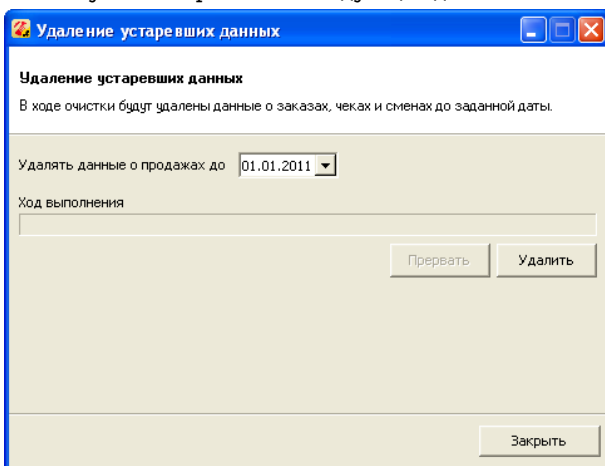 Удаление устаревших данных
Удаление устаревших данных
В ходе очистки будут удалены данные о заказах, чеках и сменах до заданной даты.
Удалять данные о продажах до 01.01.2011
Ход выполнения
Прервать Удалить
Закрыть